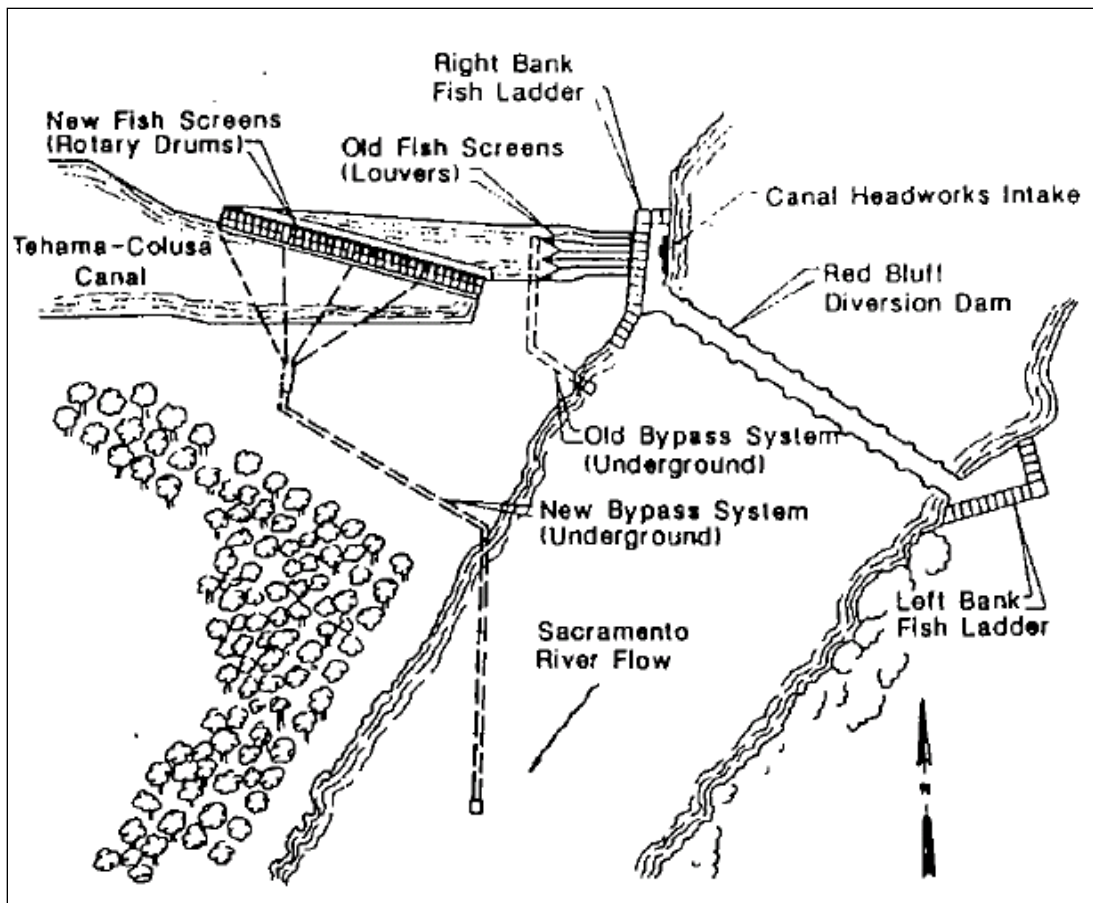 Right Bank
Fish Ladder
New Fish Screens
(Rotary Drums)
Old Fish Screens
(Louvers)
Canal Headworks Intake
Tehama-Colusa
Canal
Red Bluff
Diversion Dam
Old Bypass System
(Underground)
New Bypass System
(Underground)
Left Bank
Fish Ladder
Sacramento
River Flow